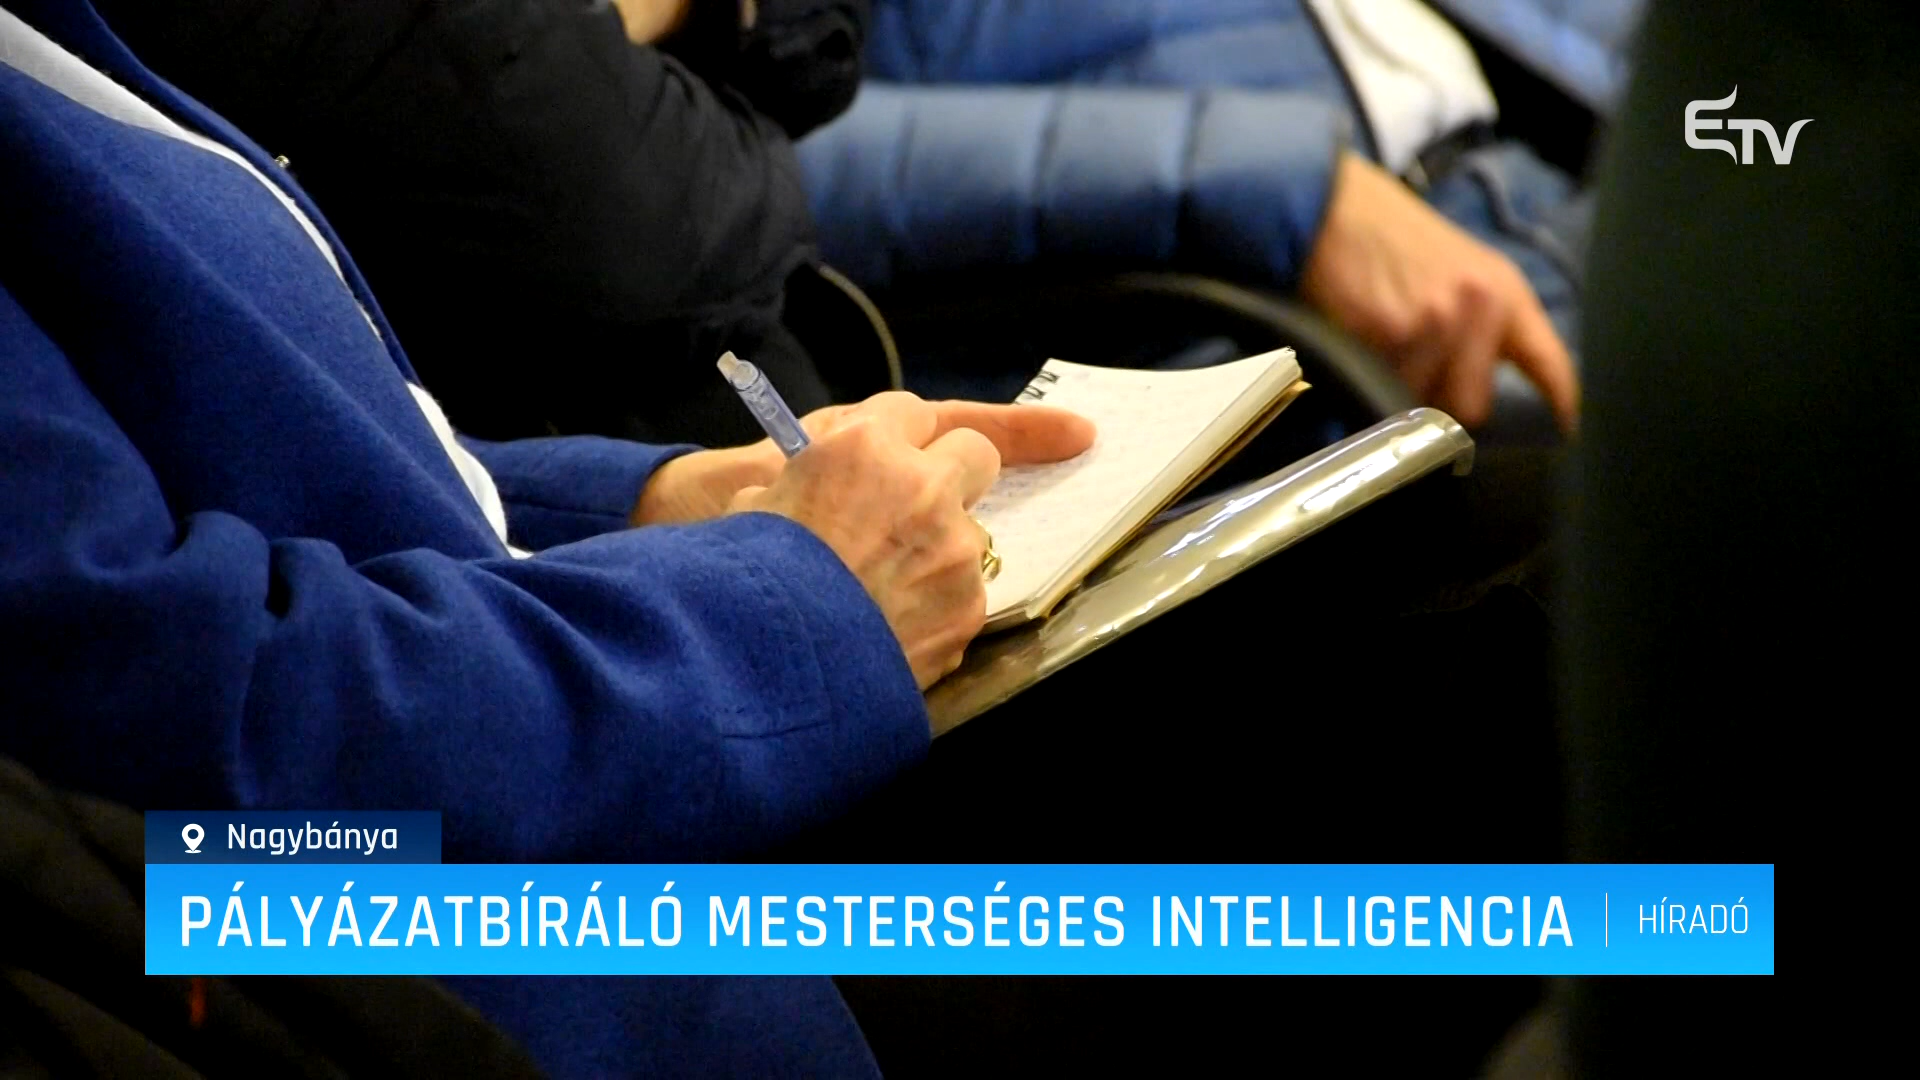 ETV
Nagybánya
PÁLYÁZATBÍRÁLÓ MESTERSÉGES INTELLIGENCIA
HÍRADÓ